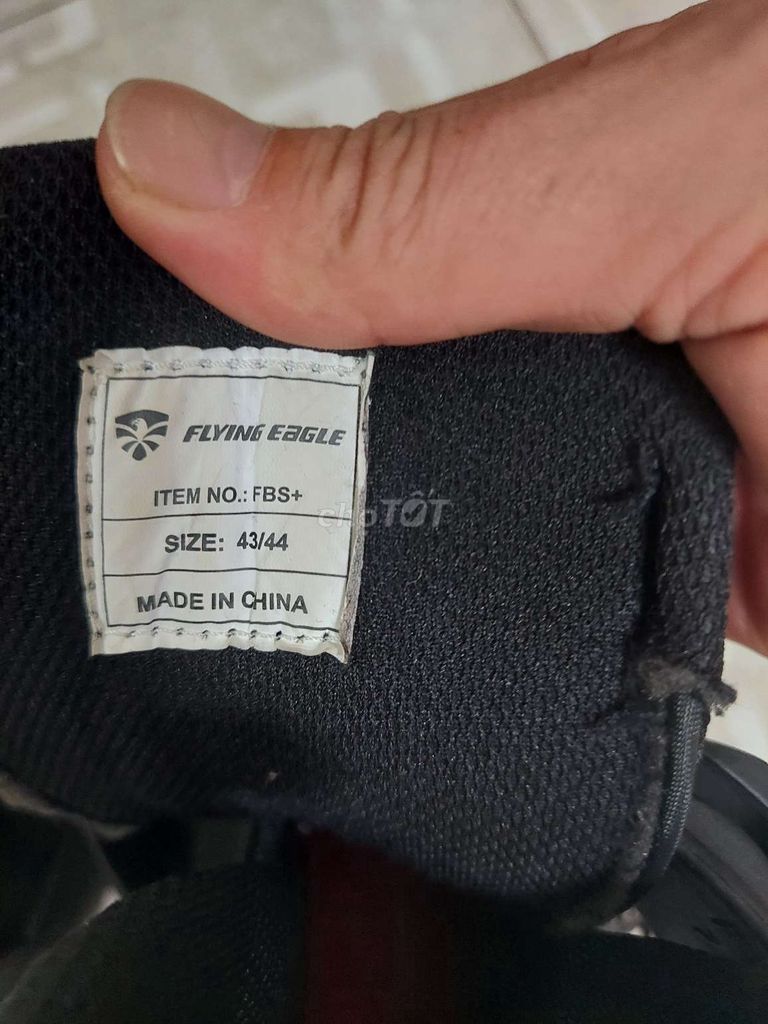 FLYING EAGLE
ITEM NO.: FBS+
SIZE: 43/44
MADE IN CHINA
chợTỐT